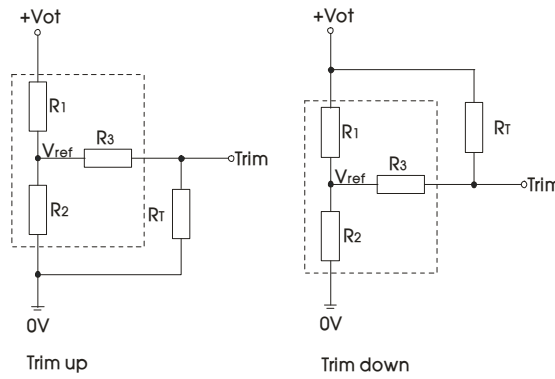 +Vot
R1
R3
Vref
Trim
R2
RT
0V
Trim up
+Vot
R1
RT
R3
Vref
Trim
R2
0V
Trim down